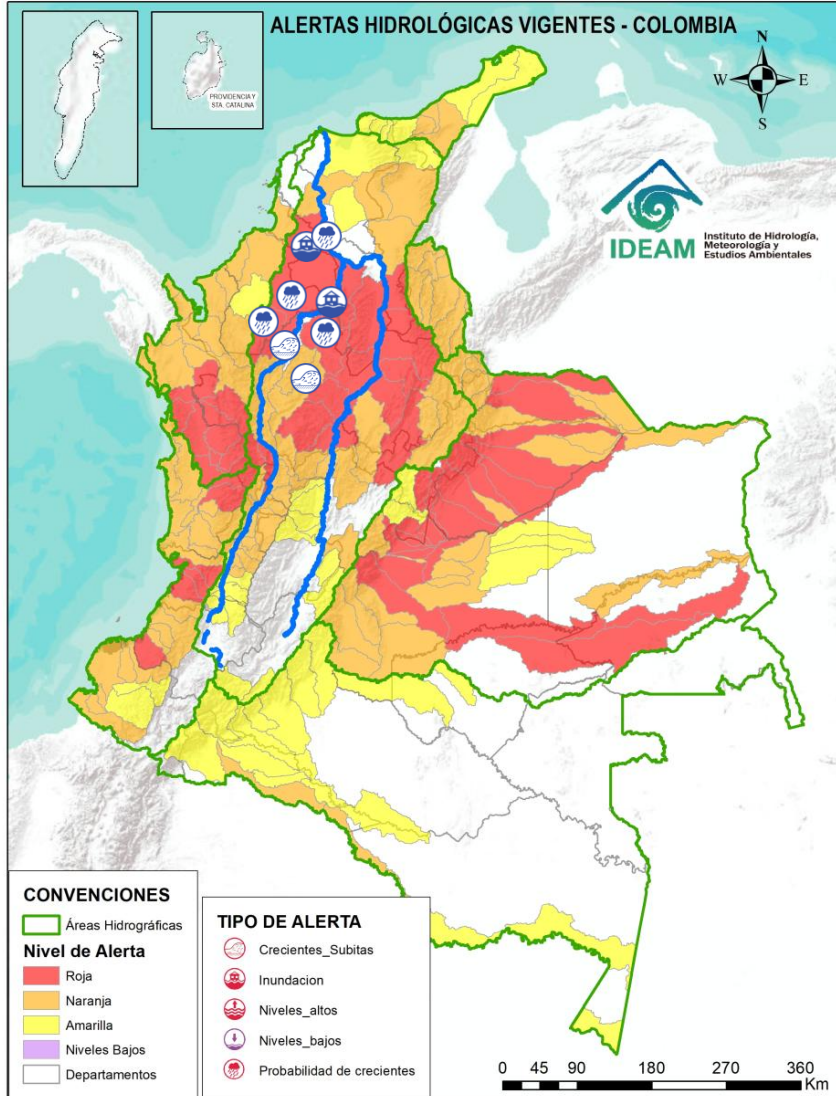 ALERTAS HIDROLÓGICAS VIGENTES - COLOMBIA
PROVIDENCIA Y
STA. CATALINA
N
W
E
S
IDEAM
Instituto de Hidrología,
Meteorología y
Estudios Ambientales
CONVENCIONES
Áreas Hidrográficas
Nivel de Alerta
Roja
Naranja
Amarilla
Niveles Bajos
Departamentos
TIPO DE ALERTA
Crecientes_Subitas
Inundacion
Niveles_altos
Niveles_bajos
Probabilidad de crecientes
0 45 90 180 270 360
Km